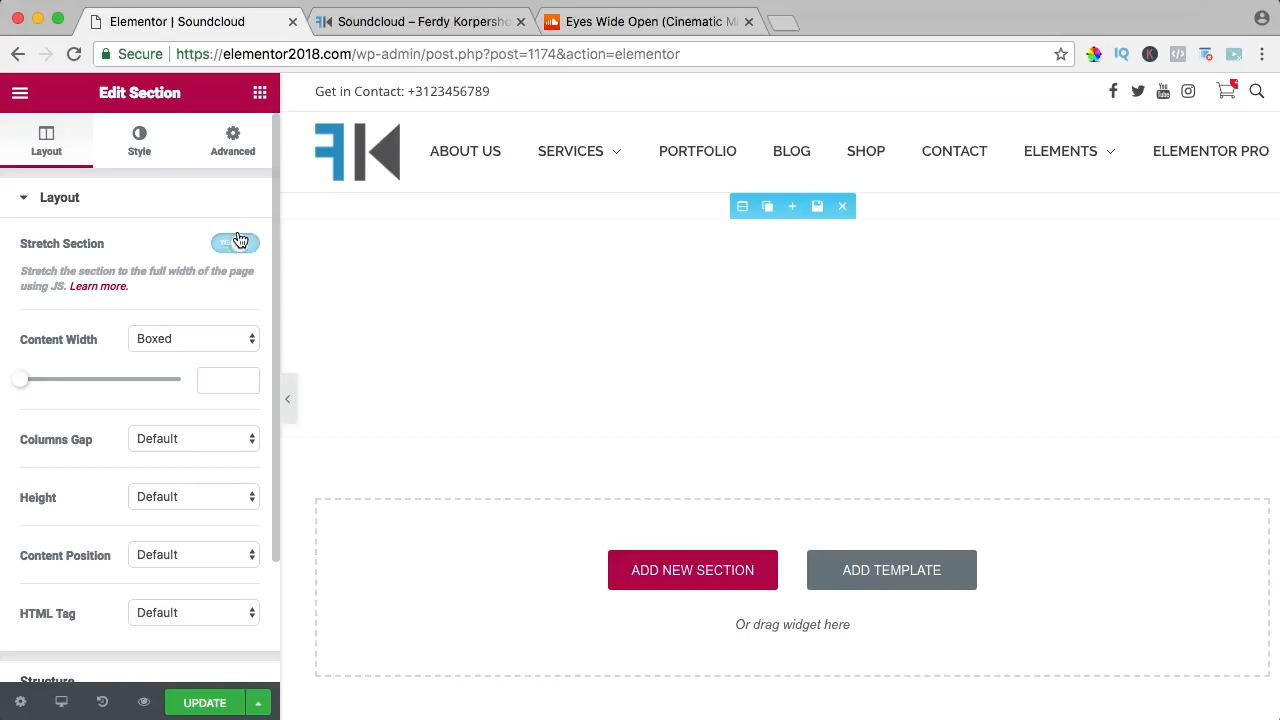 Elementor | Soundcloud
Soundcloud – Ferdy Korpersho
Eyes Wide Open (Cinematic Mi
Secure
https://elementor2018.com/wp-admin/post.php?post=1174&action=elementor
Edit Section
Get in Contact: +3123456789
Layout
Style
Advanced
FK
ABOUT US
SERVICES
PORTFOLIO
BLOG
SHOP
CONTACT
ELEMENTS
ELEMENTOR PRO
Layout
Stretch Section
Stretch the section to the full width of the page
using JS. Learn more.
Content Width
Boxed
Columns Gap
Default
Height
Default
Content Position
Default
HTML Tag
Default
Structure
UPDATE
ADD NEW SECTION
ADD TEMPLATE
Or drag widget here